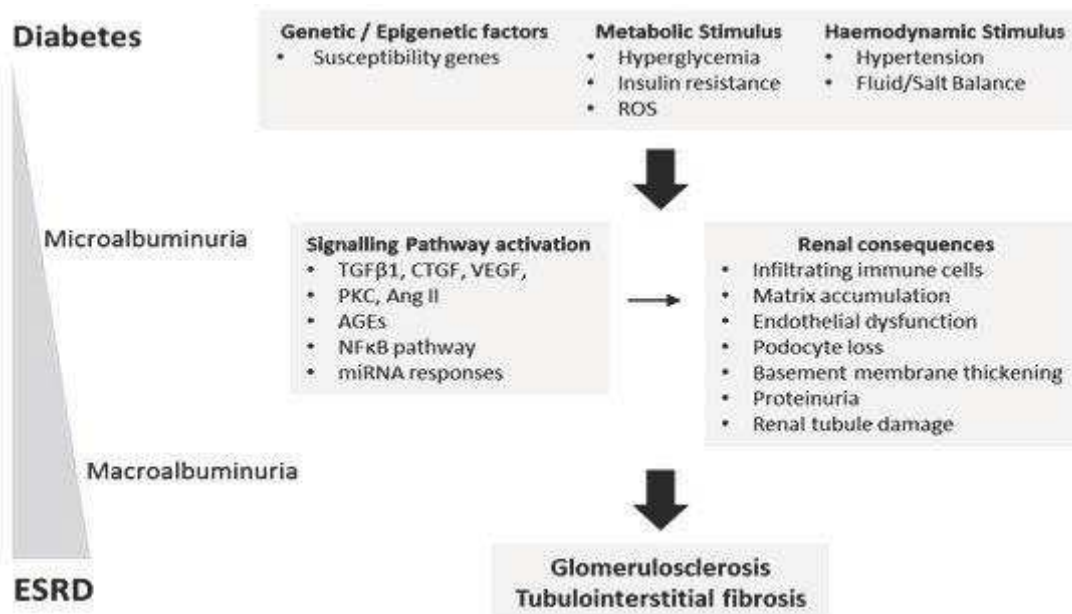 Diabetes
Genetic / Epigenetic factors
• Susceptibility genes
Metabolic Stimulus
• Hyperglycemia
• Insulin resistance
• ROS
Haemodynamic Stimulus
• Hypertension
• Fluid/Salt Balance
Microalbuminuria
Signalling Pathway activation
• TGFβ1, CTGF, VEGF,
• PKC, Ang II
• AGEs
• NFκB pathway
• miRNA responses
Renal consequences
• Infiltrating immune cells
• Matrix accumulation
• Endothelial dysfunction
• Podocyte loss
• Basement membrane thickening
• Proteinuria
• Renal tubule damage
Macroalbuminuria
ESRD
Glomerulosclerosis
Tubulointerstitial fibrosis